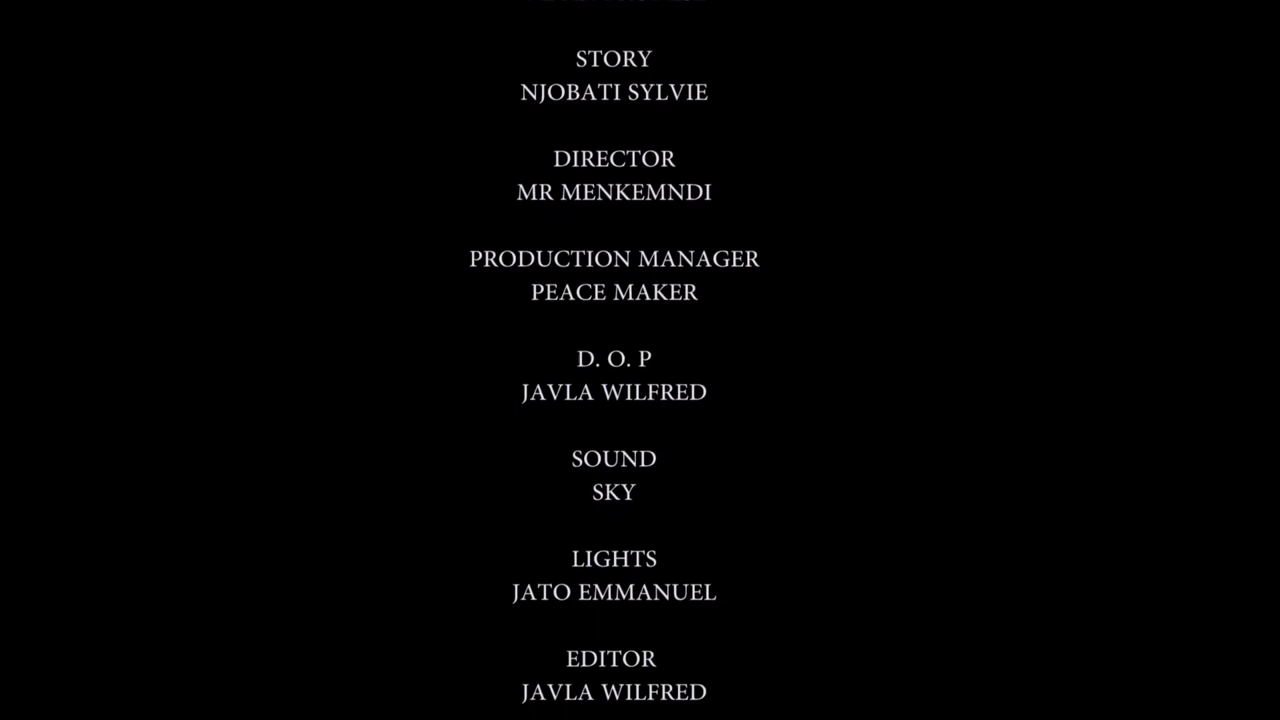 STORY
NJOBATI SYLVIE
DIRECTOR
MR MENKEMNDI
PRODUCTION MANAGER
PEACE MAKER
D. O. P
JAVLA WILFRED
SOUND
SKY
LIGHTS
JATO EMMANUEL
EDITOR
JAVLA WILFRED